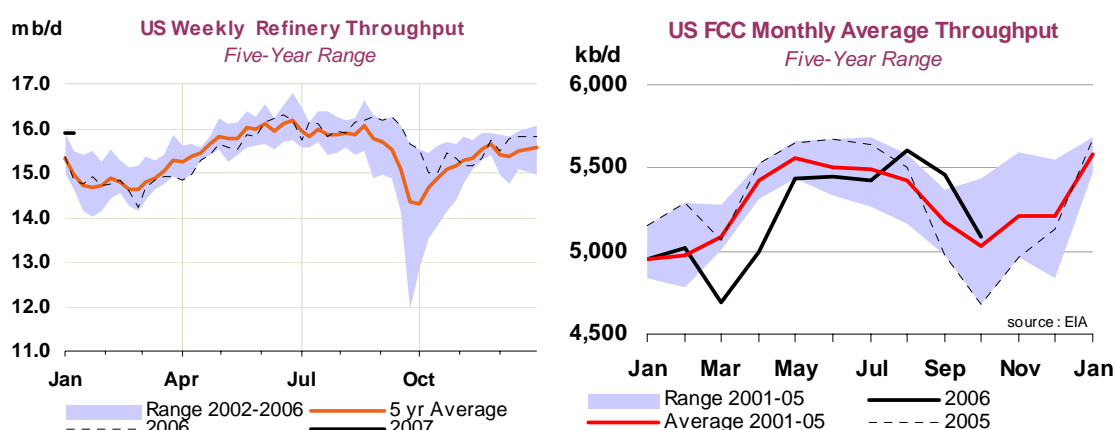 US Weekly Refinery Throughput
Five-Year Range
mb/d
17.0
16.0
15.0
14.0
13.0
12.0
11.0
Jan Apr Jul Oct
Range 2002-2006 5 yr Average
2006 2007
US FCC Monthly Average Throughput
Five-Year Range
kb/d
6,000
5,500
5,000
4,500
source : EIA
Jan Mar May Jul Sep Nov Jan
Range 2001-05 2006
Average 2001-05 2005